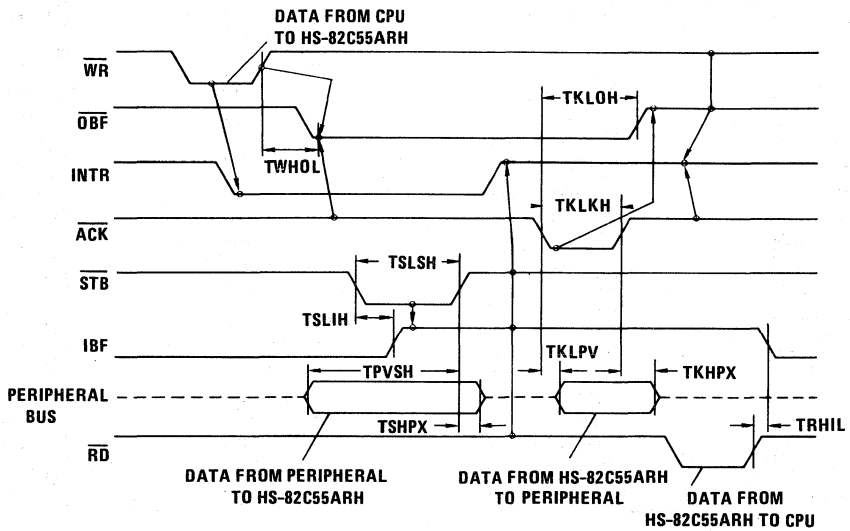 DATA FROM CPU
TO HS-82C55ARH
WR
TKLOH
OBF
TWHOL
INTR
TKLKH
ACK
TSLSH
STB
TSLIH
IBF
TPVSH
TKLPV
TKHPX
PERIPHERAL
BUS
TSHPX
TRHIL
RD
DATA FROM PERIPHERAL
TO HS-82C55ARH
DATA FROM HS-82C55ARH
TO PERIPHERAL
DATA FROM
HS-82C55ARH TO CPU